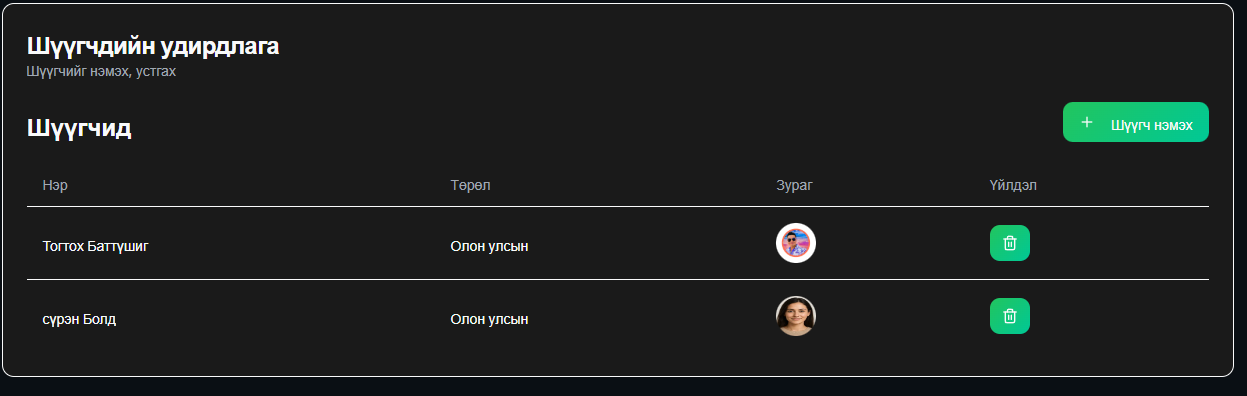 Шүүгчдийн удирдлага
Шүүгчийг нэмэх, устгах
Шүүгчид
Шүүгч нэмэх
Нэр Төрөл Зураг Үйлдэл
Тогтох Баттүшиг Олон улсын
сүрэн Болд Олон улсын